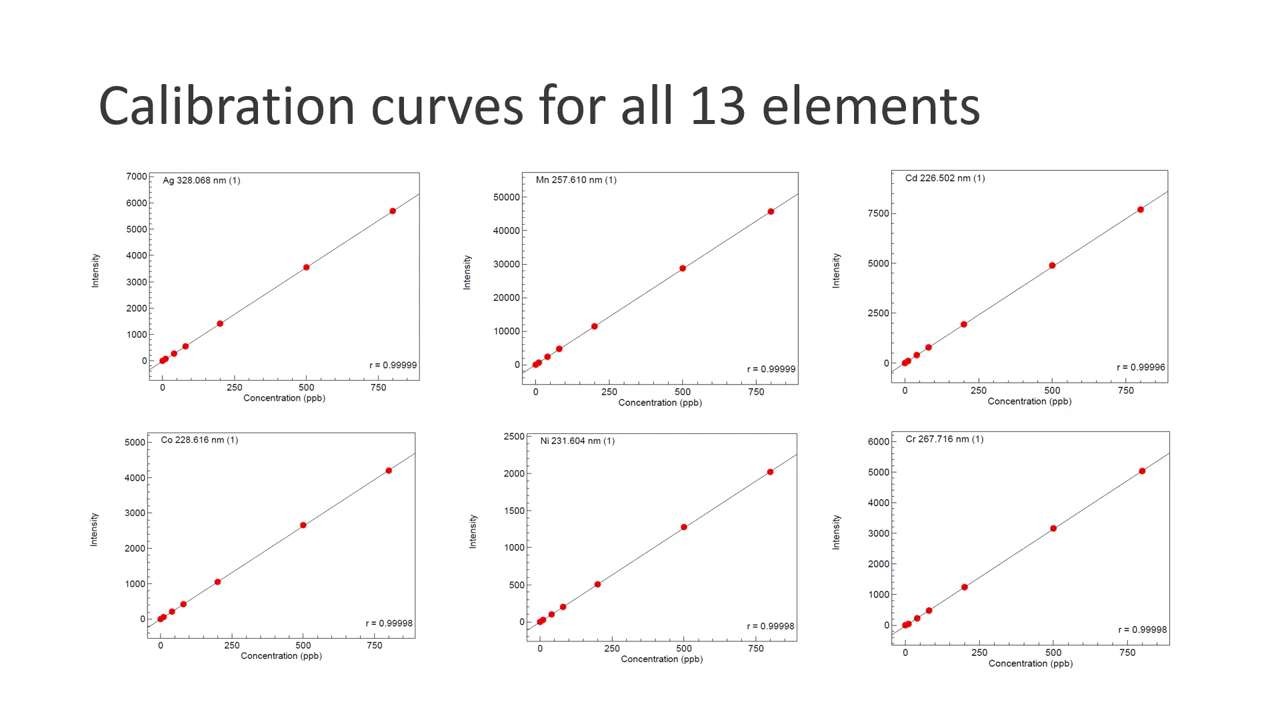 Calibration curves for all 13 elements
Ag 328.068 nm (1)
7000
6000
5000
4000
3000
2000
1000
0
Intensity
r = 0.99999
0 250 500 750
Concentration (ppb)
Mn 257.610 nm (1)
50000
40000
30000
20000
10000
0
Intensity
r = 0.99999
0 250 500 750
Concentration (ppb)
Cd 226.502 nm (1)
7500
5000
2500
0
Intensity
r = 0.99996
0 250 500 750
Concentration (ppb)
Co 228.616 nm (1)
5000
4000
3000
2000
1000
0
Intensity
r = 0.99998
0 250 500 750
Concentration (ppb)
Ni 231.604 nm (1)
2500
2000
1500
1000
500
0
Intensity
r = 0.99998
0 250 500 750
Concentration (ppb)
Cr 267.716 nm (1)
6000
5000
4000
3000
2000
1000
0
Intensity
r = 0.99998
0 250 500 750
Concentration (ppb)